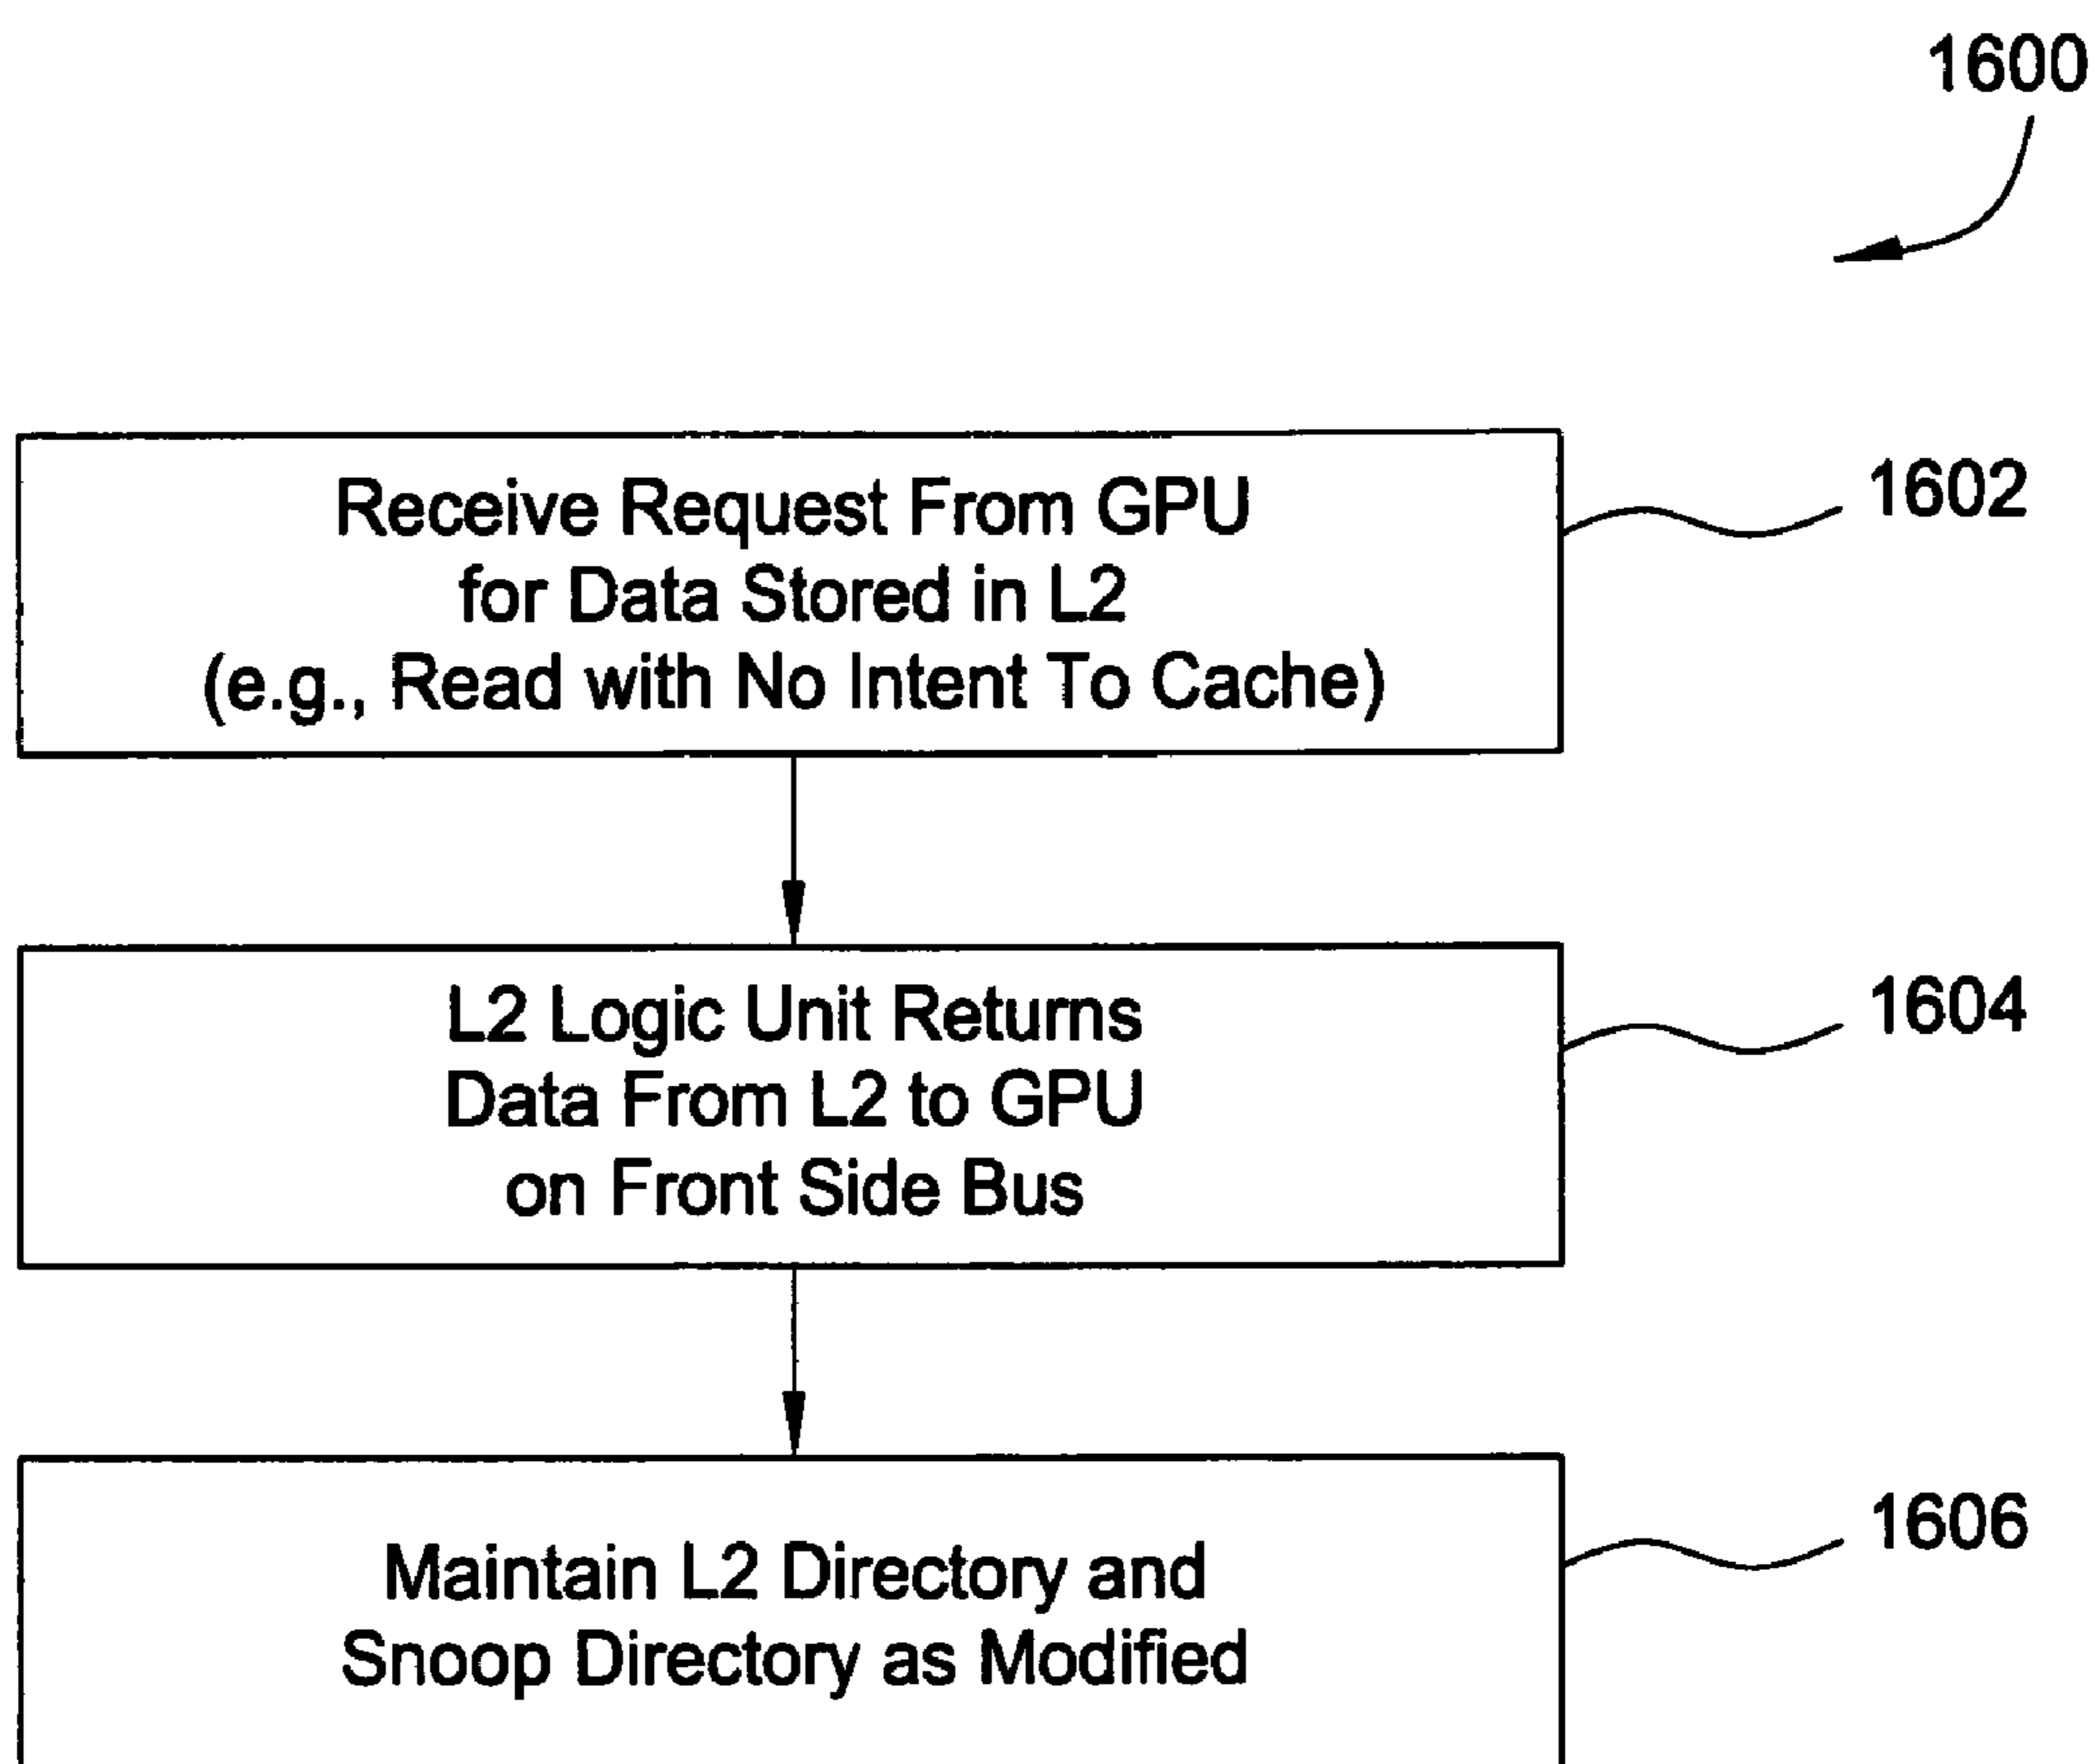 1600
Receive Request From GPU
for Data Stored in L2
(e.g., Read with No Intent To Cache)
1602
L2 Logic Unit Returns
Data From L2 to GPU
on Front Side Bus
1604
Maintain L2 Directory and
Snoop Directory as Modified
1606